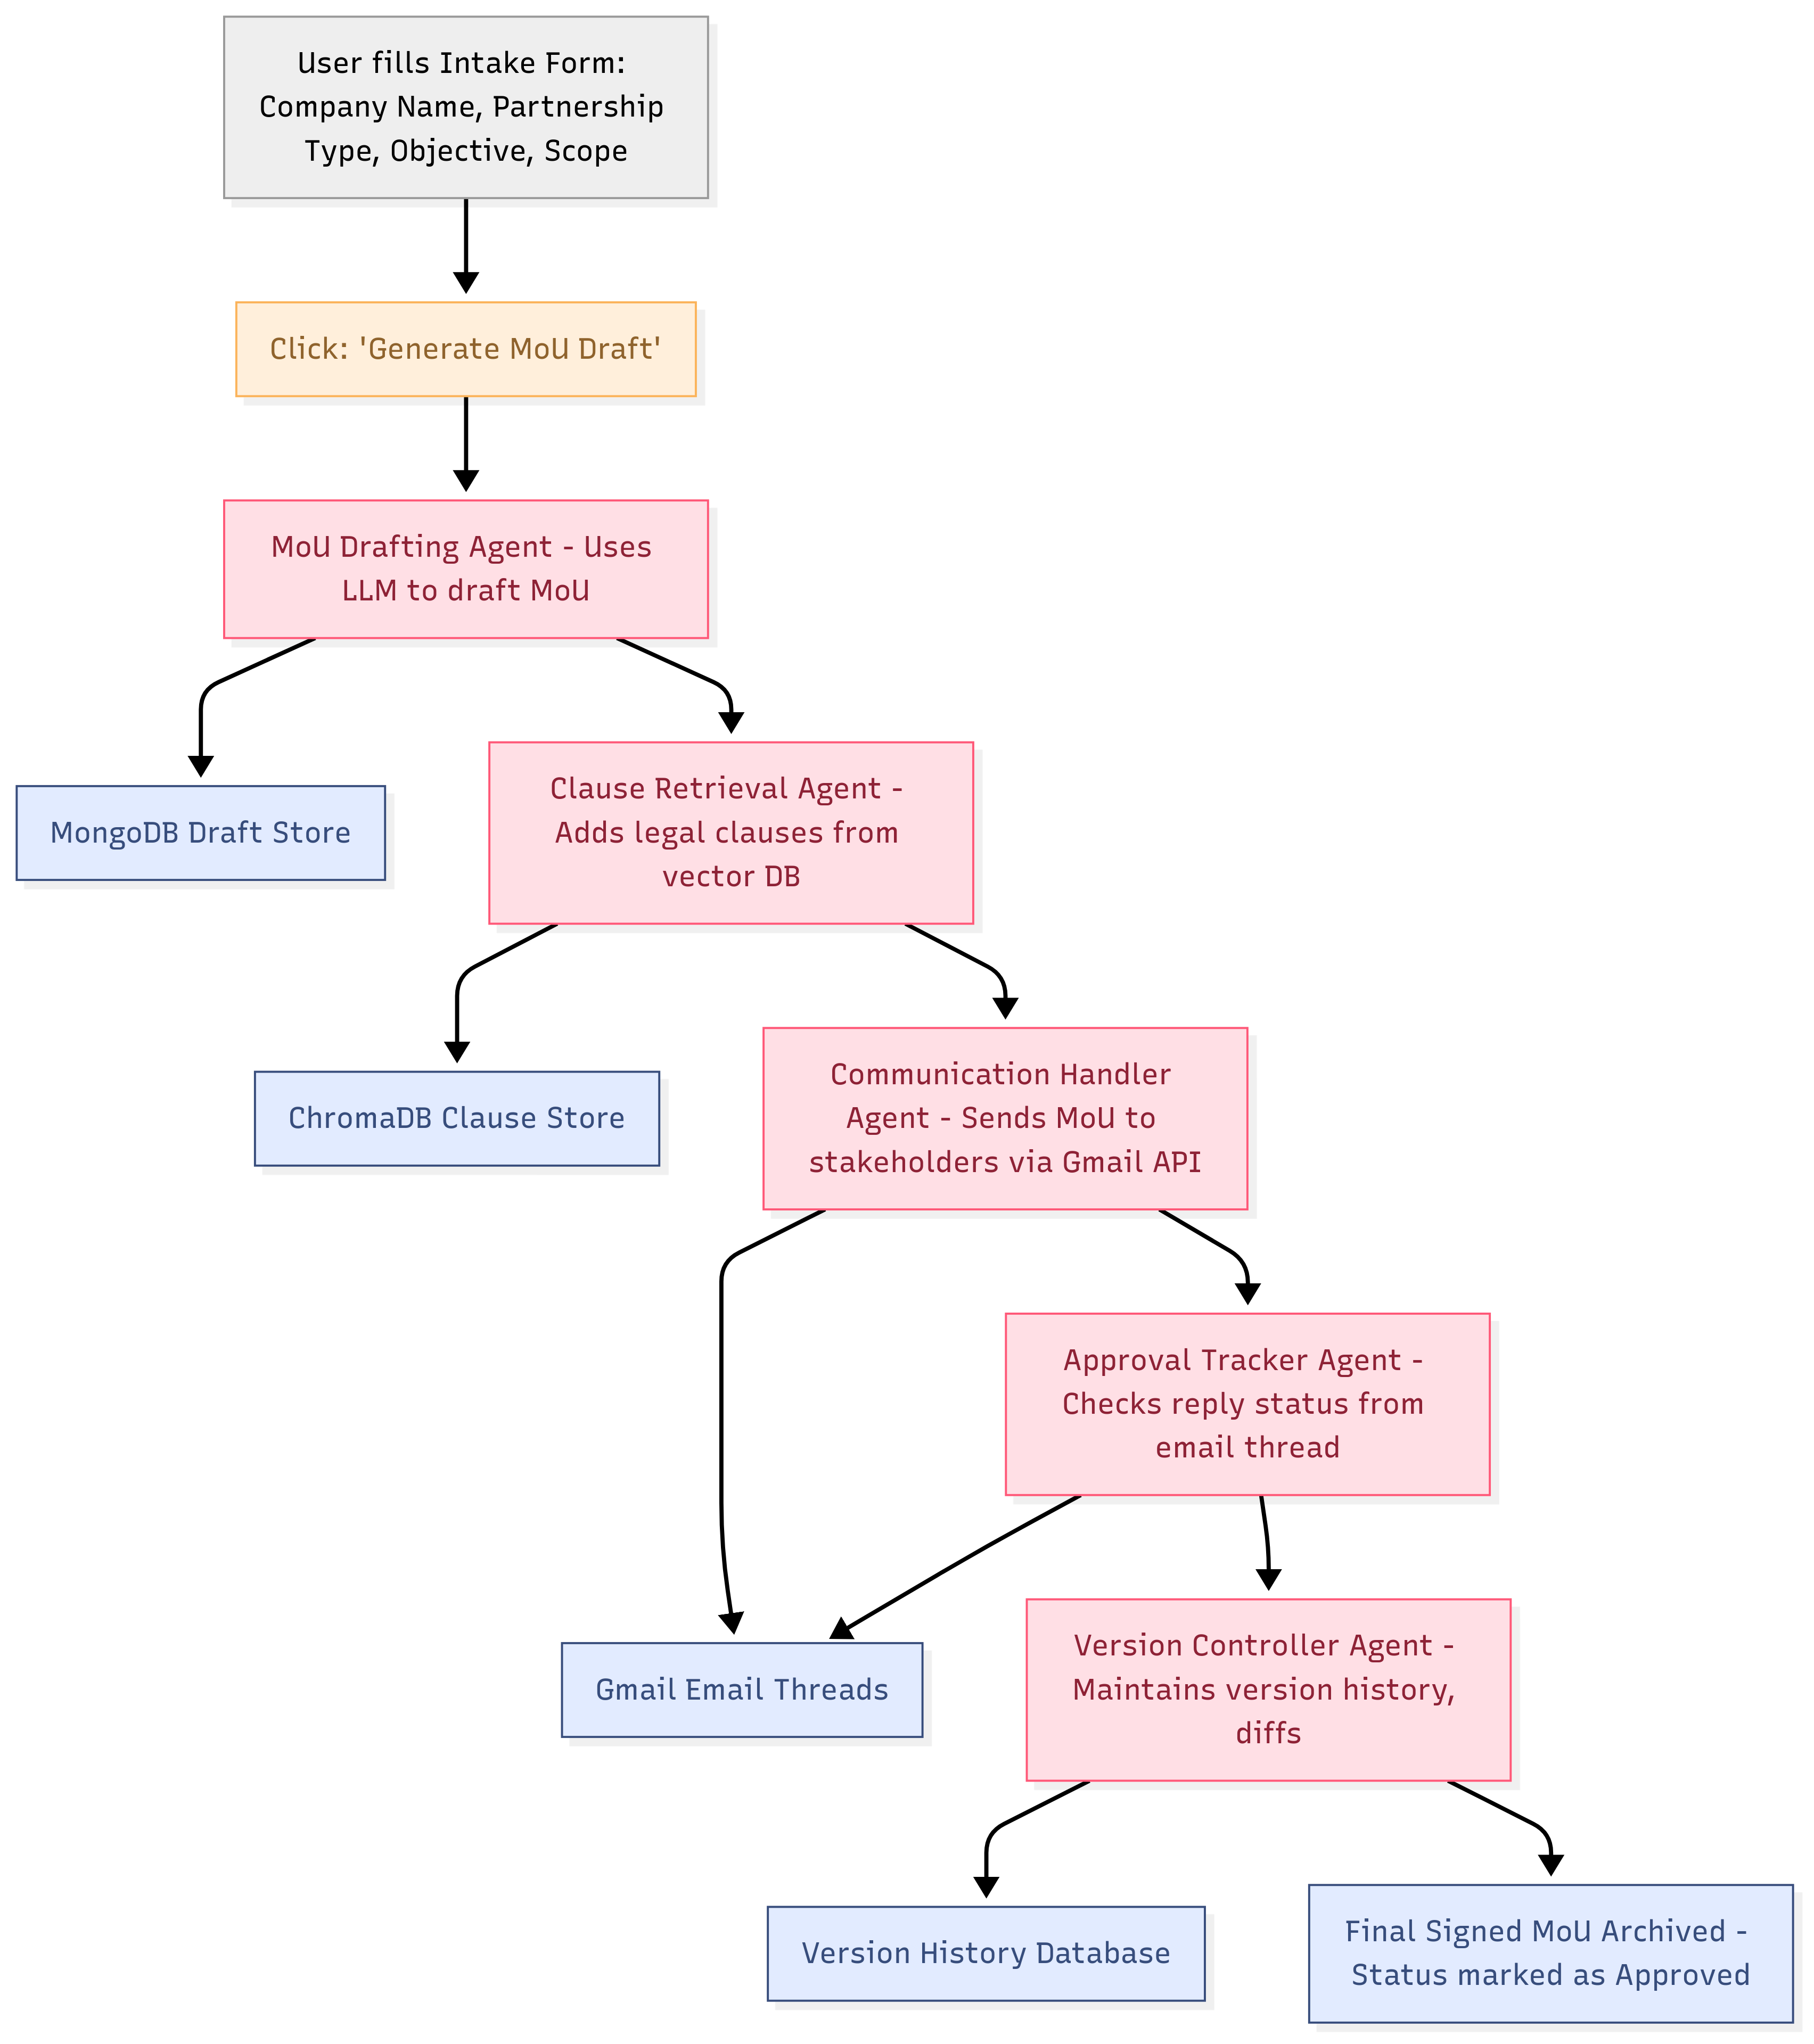 User fills Intake Form:
Company Name, Partnership
Type, Objective, Scope
Click: 'Generate MoU Draft'
MoU Drafting Agent - Uses
LLM to draft MoU
MongoDB Draft Store
Clause Retrieval Agent -
Adds legal clauses from
vector DB
ChromaDB Clause Store
Communication Handler
Agent - Sends MoU to
stakeholders via Gmail API
Approval Tracker Agent -
Checks reply status from
email thread
Gmail Email Threads
Version Controller Agent -
Maintains version history,
diffs
Version History Database
Final Signed MoU Archived -
Status marked as Approved